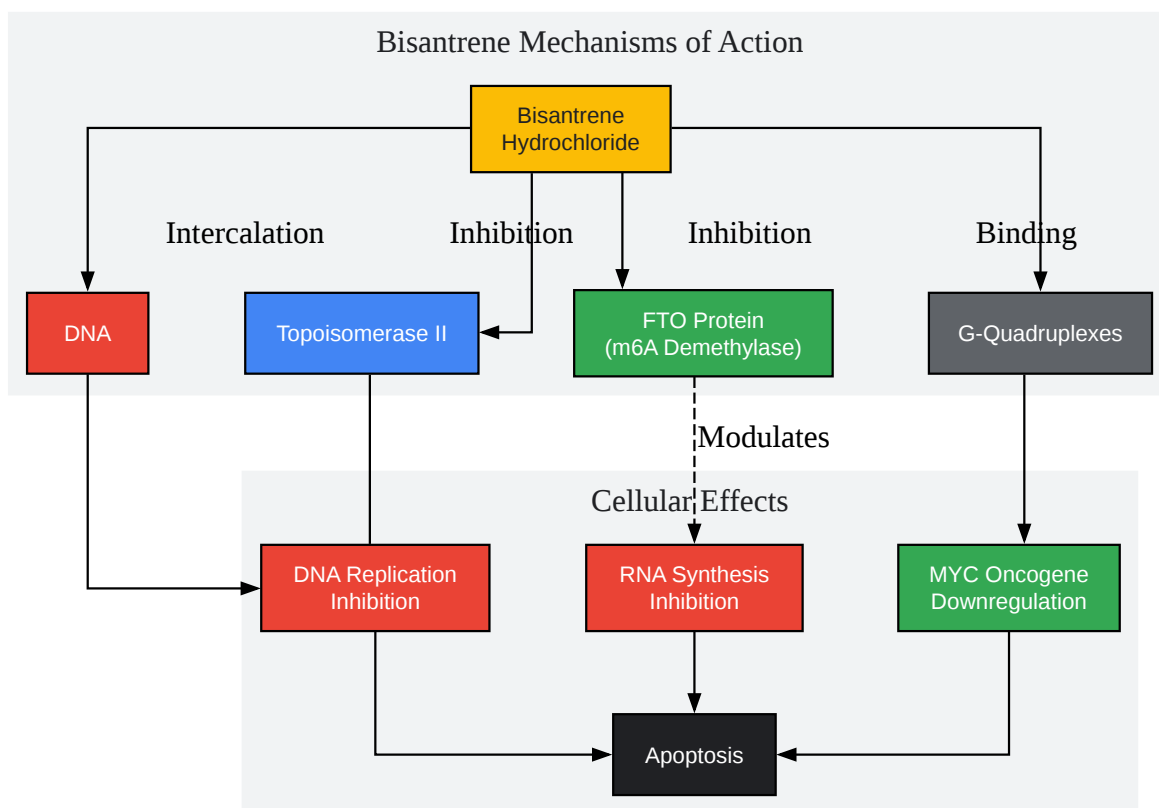 Bisantrene Mechanisms of Action
Bisantrene
Hydrochloride
Intercalation
Inhibition
Inhibition
Binding
DNA
Topoisomerase II
FTO Protein
(m6A Demethylase)
G-Quadruplexes
Modulates
Cellular Effects
DNA Replication
Inhibition
RNA Synthesis
Inhibition
MYC Oncogene
Downregulation
Apoptosis